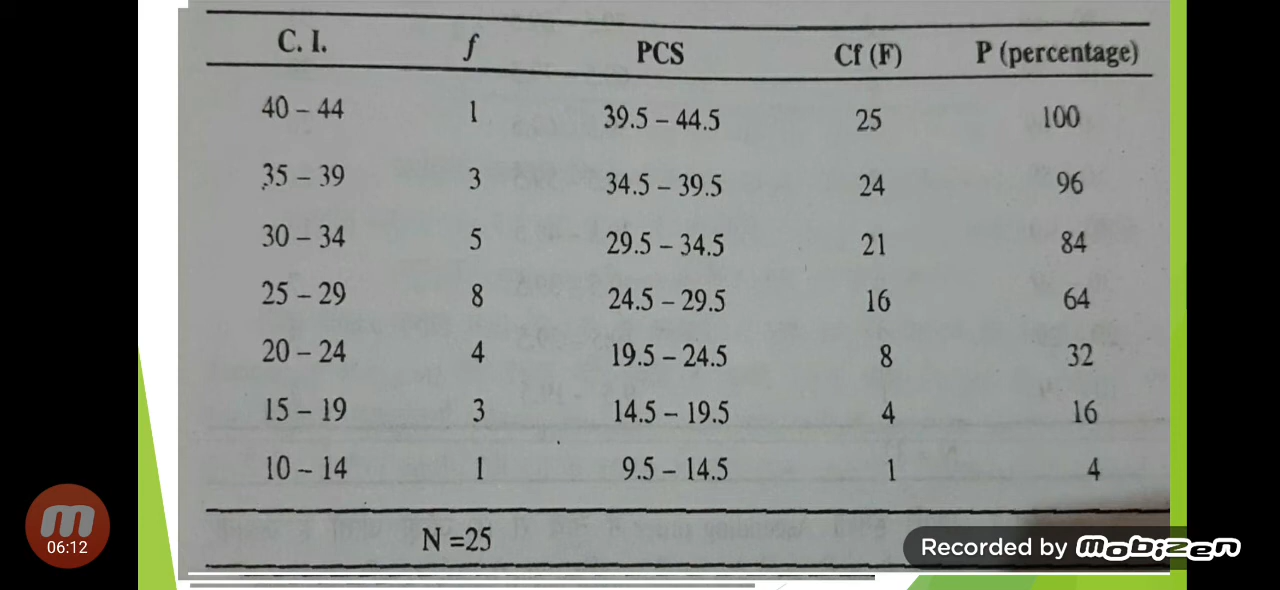 C. I. f PCS Cf (F) P (percentage)
40 – 44 1 39.5 – 44.5 25 100
35 – 39 3 34.5 – 39.5 24 96
30 – 34 5 29.5 – 34.5 21 84
25 – 29 8 24.5 – 29.5 16 64
20 – 24 4 19.5 – 24.5 8 32
15 – 19 3 14.5 – 19.5 4 16
10 – 14 1 9.5 – 14.5 1 4
N =25
06:12
Recorded by mobizen